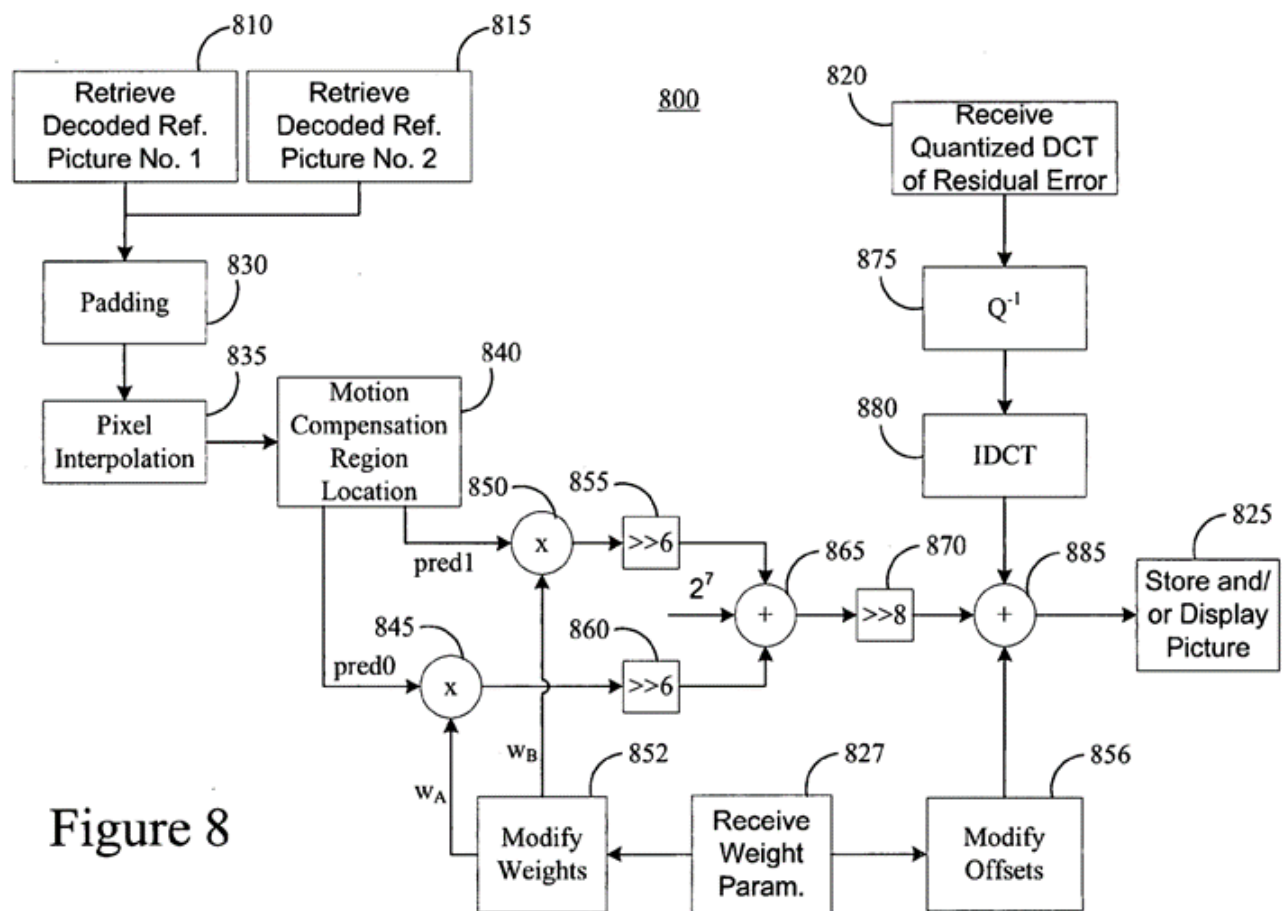 810
815
800
820
Retrieve
Decoded Ref.
Picture No. 1
Retrieve
Decoded Ref.
Picture No. 2
Receive
Quantized DCT
of Residual Error
830
Padding
875
Q⁻¹
835
Pixel
Interpolation
840
Motion
Compensation
Region
Location
880
IDCT
850
x
855
>>6
pred1
2⁷
865
+
870
>>8
885
+
825
Store and/
or Display
Picture
845
x
pred0
860
>>6
wB
wA
852
Modify
Weights
827
Receive
Weight
Param.
856
Modify
Offsets
Figure 8